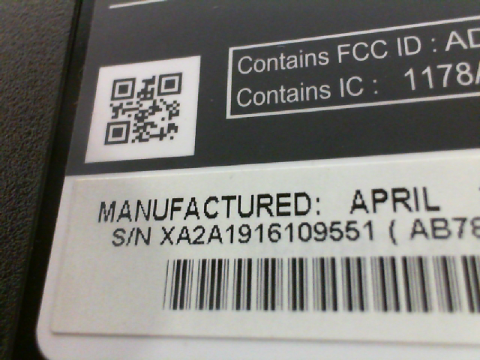 Contains FCC ID : AD
Contains IC : 1178/
MANUFACTURED: APRIL
S/N XA2A1916109551 ( AB78